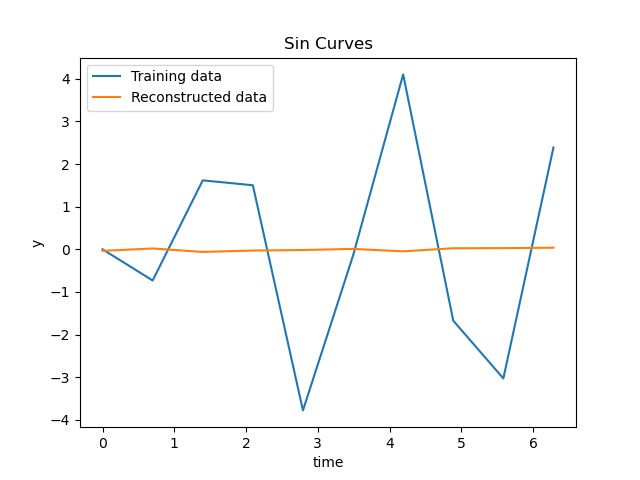 Sin Curves
Training data
Reconstructed data
4
3
2
1
0
−1
−2
−3
−4
y
0 1 2 3 4 5 6
time